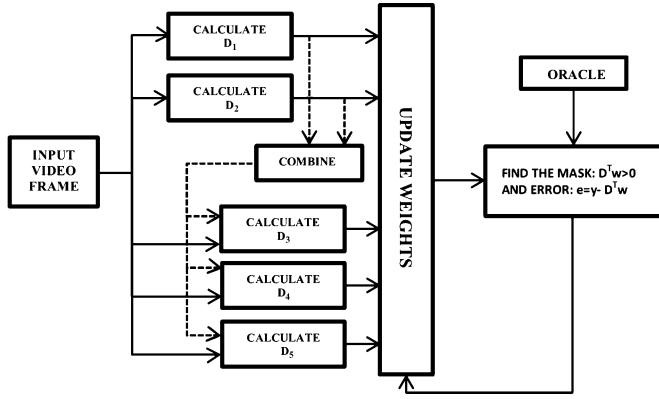 CALCULATE
D₁
CALCULATE
D₂
INPUT
VIDEO
FRAME
COMBINE
CALCULATE
D₃
CALCULATE
D₄
CALCULATE
D₅
UPDATE WEIGHTS
ORACLE
FIND THE MASK: Dᵀw>0
AND ERROR: e=y- Dᵀw